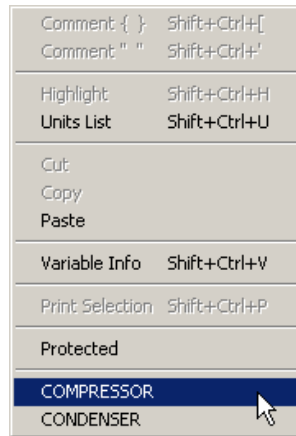 Comment { } Shift+Ctrl+[
Comment " " Shift+Ctrl+'
Highlight Shift+Ctrl+H
Units List Shift+Ctrl+U
Cut
Copy
Paste
Variable Info Shift+Ctrl+V
Print Selection Shift+Ctrl+P
Protected
COMPRESSOR
CONDENSER